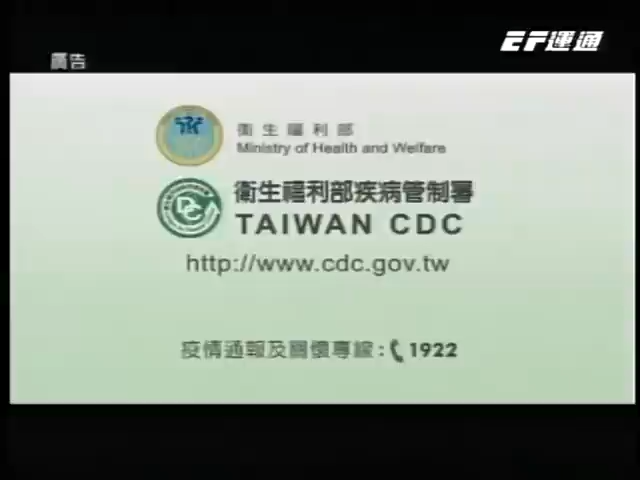 EF運通
廣告
衛生福利部
Ministry of Health and Welfare
衛生福利部疾病管制署
TAIWAN CDC
http://www.cdc.gov.tw
疫情通報及關懷專線:1922